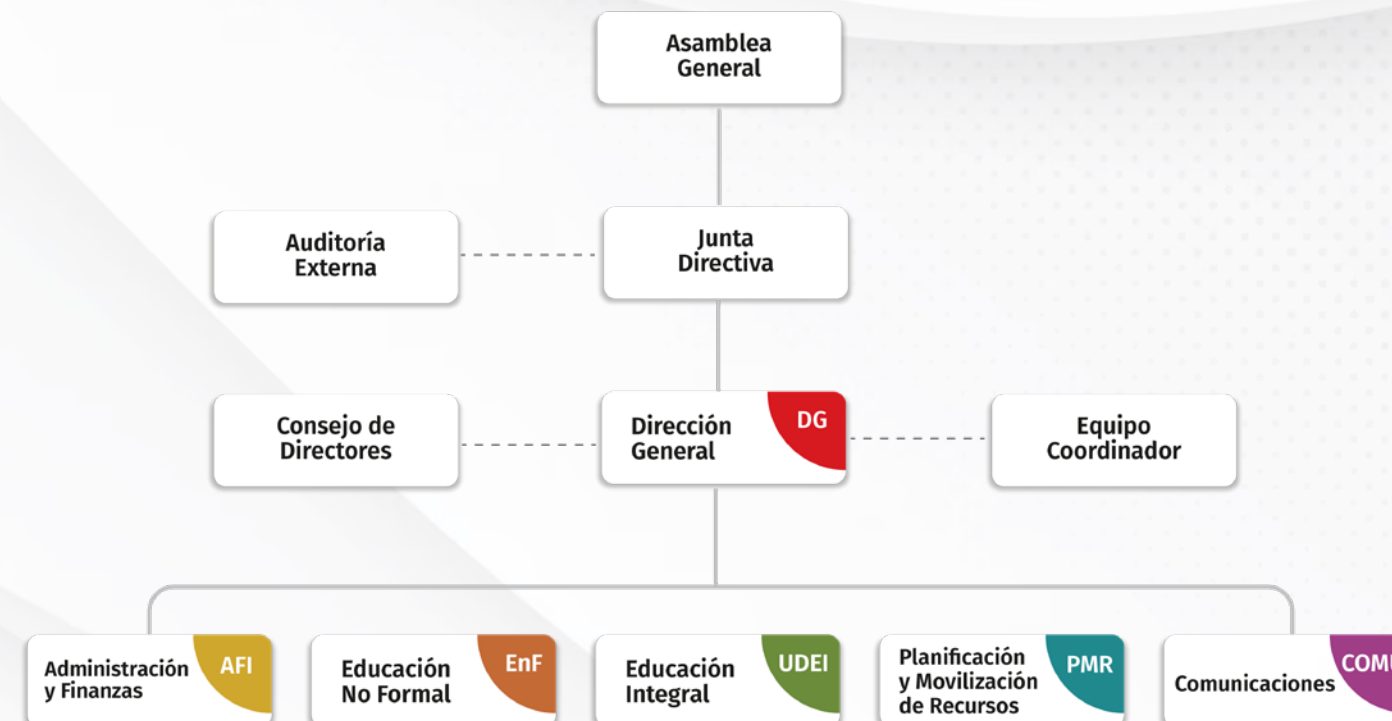 Asamblea
General
Auditoría
Externa
Junta
Directiva
Consejo de
Directores
Dirección
General
DG
Equipo
Coordinador
Administración
y Finanzas
AFI
Educación
No Formal
EnF
Educación
Integral
UDEI
Planificación
y Movilización
de Recursos
PMR
Comunicaciones